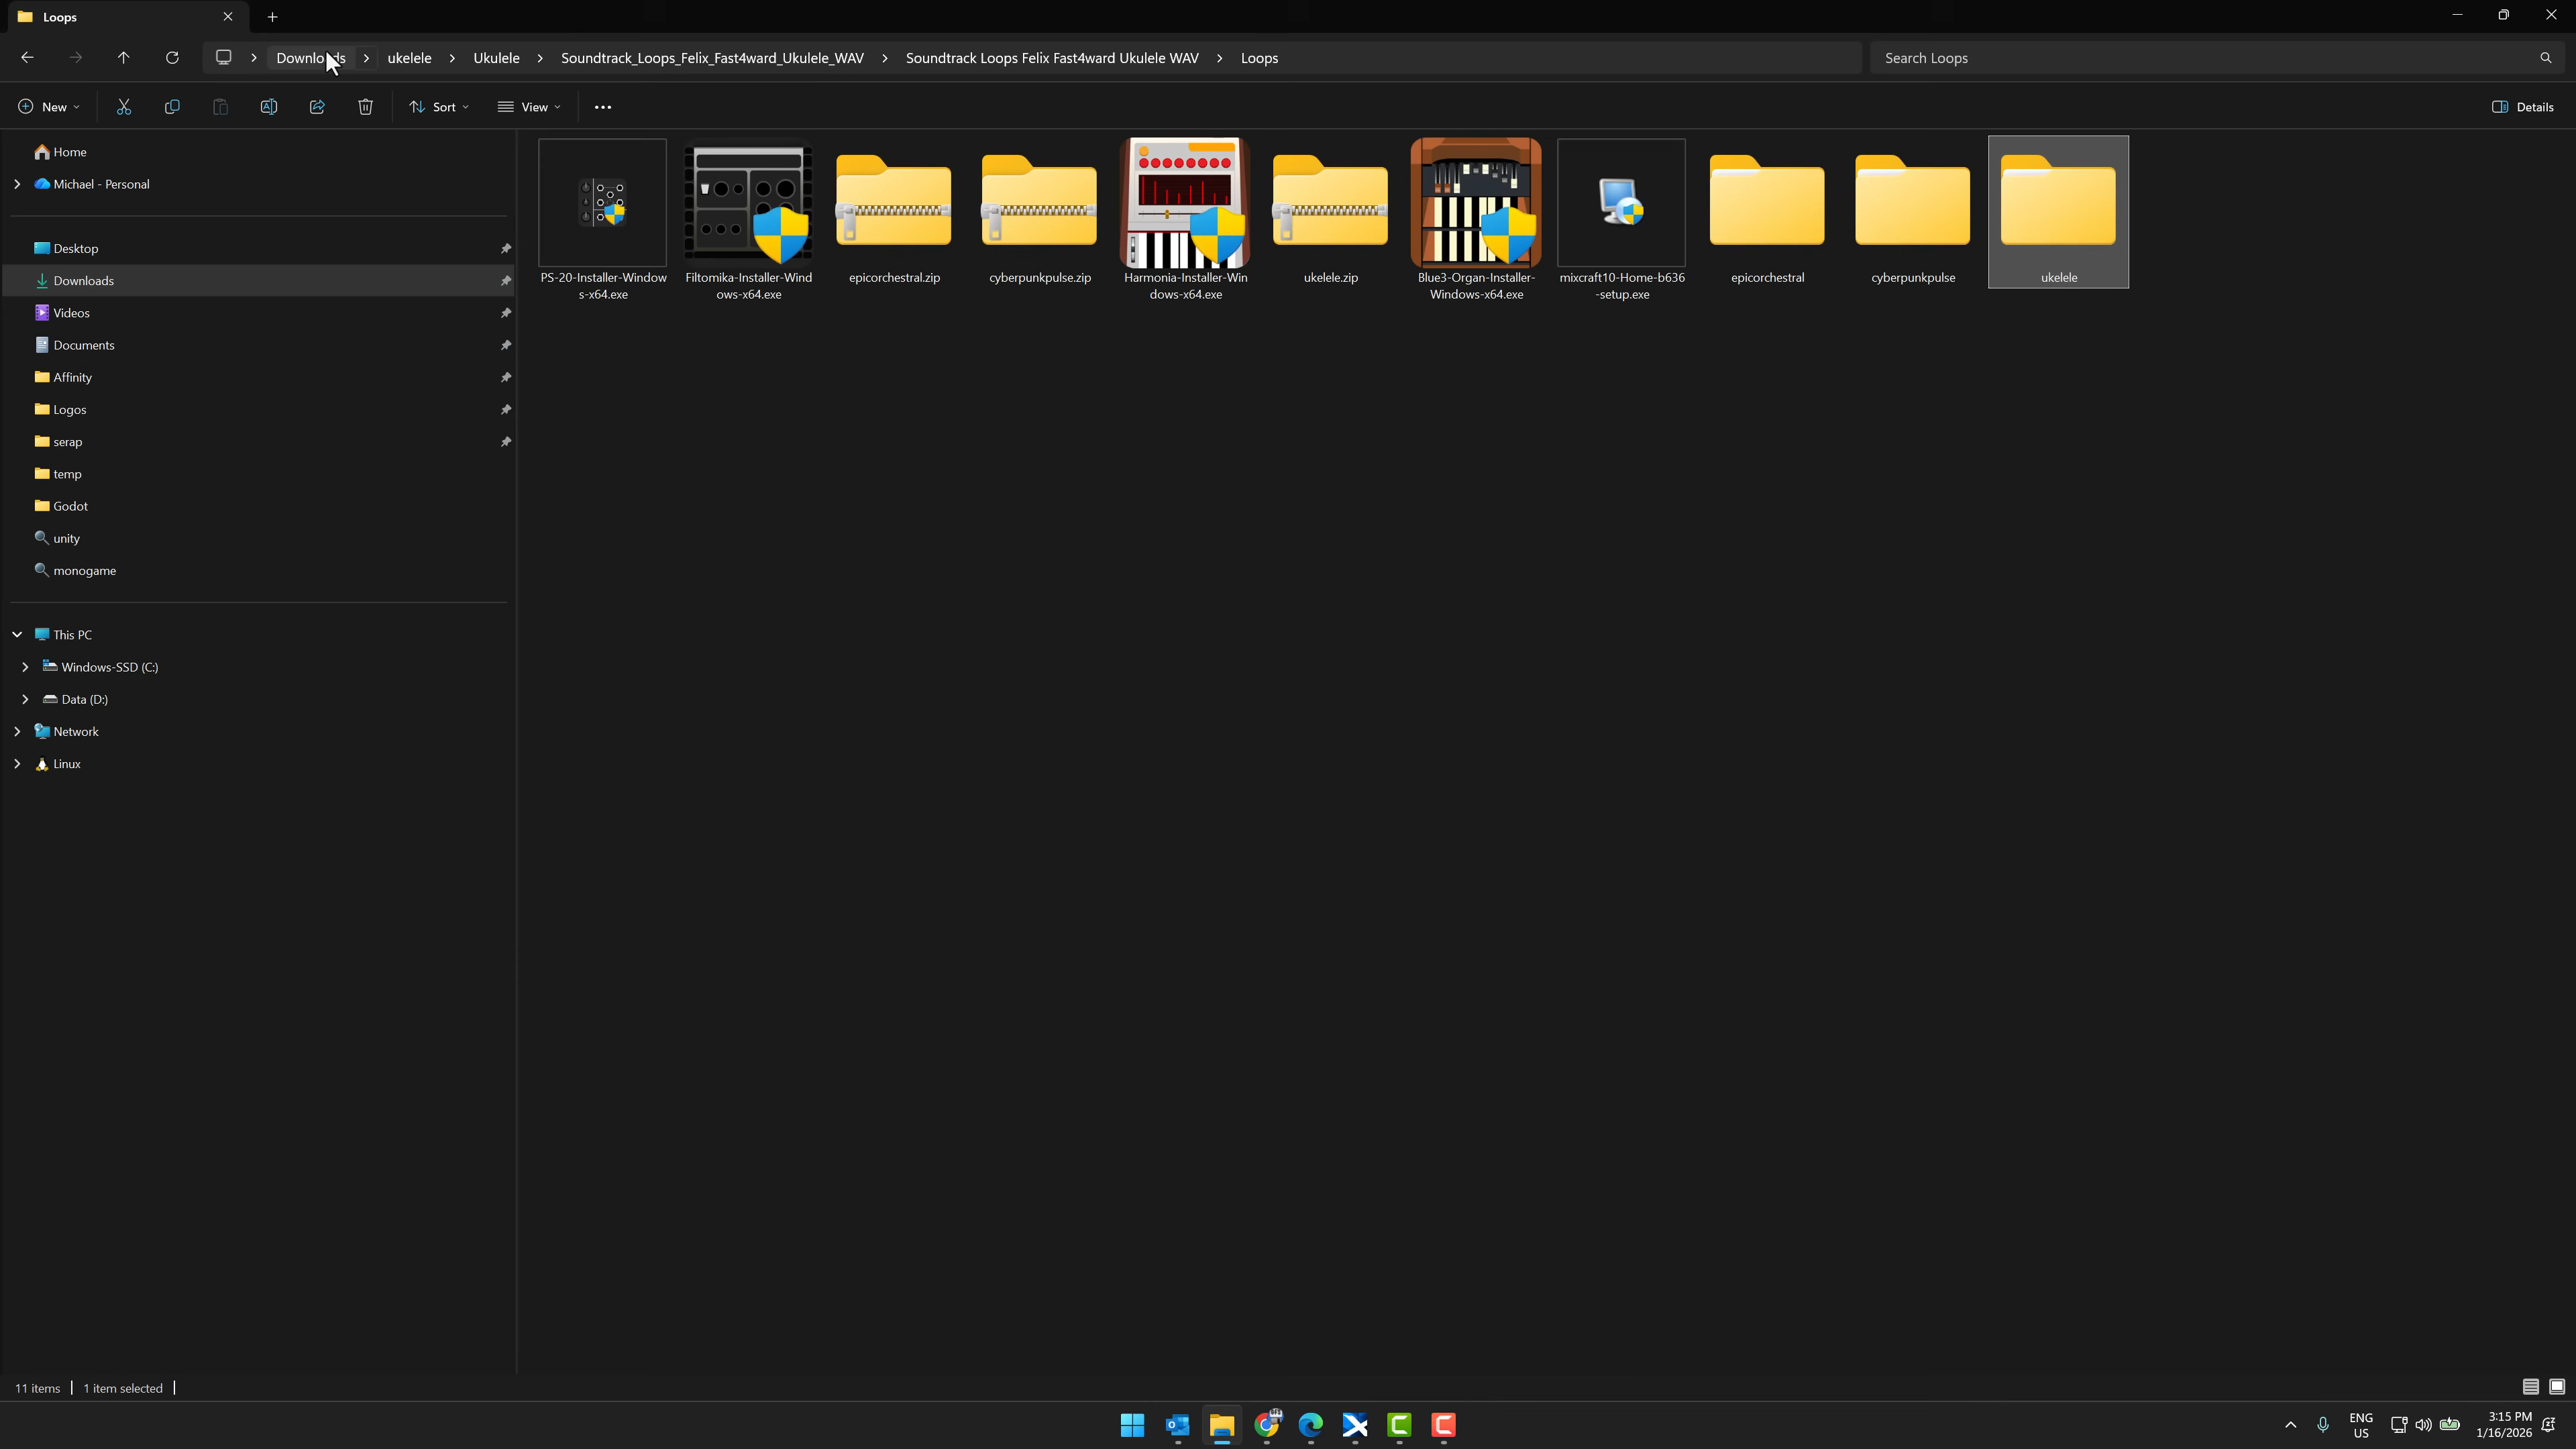 Loops
Downloads > ukelele > Ukulele > Soundtrack_Loops_Felix_Fast4ward_Ukulele_WAV > Soundtrack Loops Felix Fast4ward Ukulele WAV > Loops
Search Loops
New
Sort
View
Details
Home
Michael - Personal
Desktop
Downloads
Videos
Documents
Affinity
Logos
serap
temp
Godot
unity
monogame
This PC
Windows-SSD (C:)
Data (D:)
Network
Linux
PS-20-Installer-Window
s-x64.exe
Filtomika-Installer-Wind
ows-x64.exe
epicorchestral.zip
cyberpunkpulse.zip
Harmonia-Installer-Win
dows-x64.exe
ukelele.zip
Blue3-Organ-Installer-
Windows-x64.exe
mixcraft10-Home-b636
-setup.exe
epicorchestral
cyberpunkpulse
ukelele
11 items
1 item selected
ENG
US
3:15 PM
1/16/2026